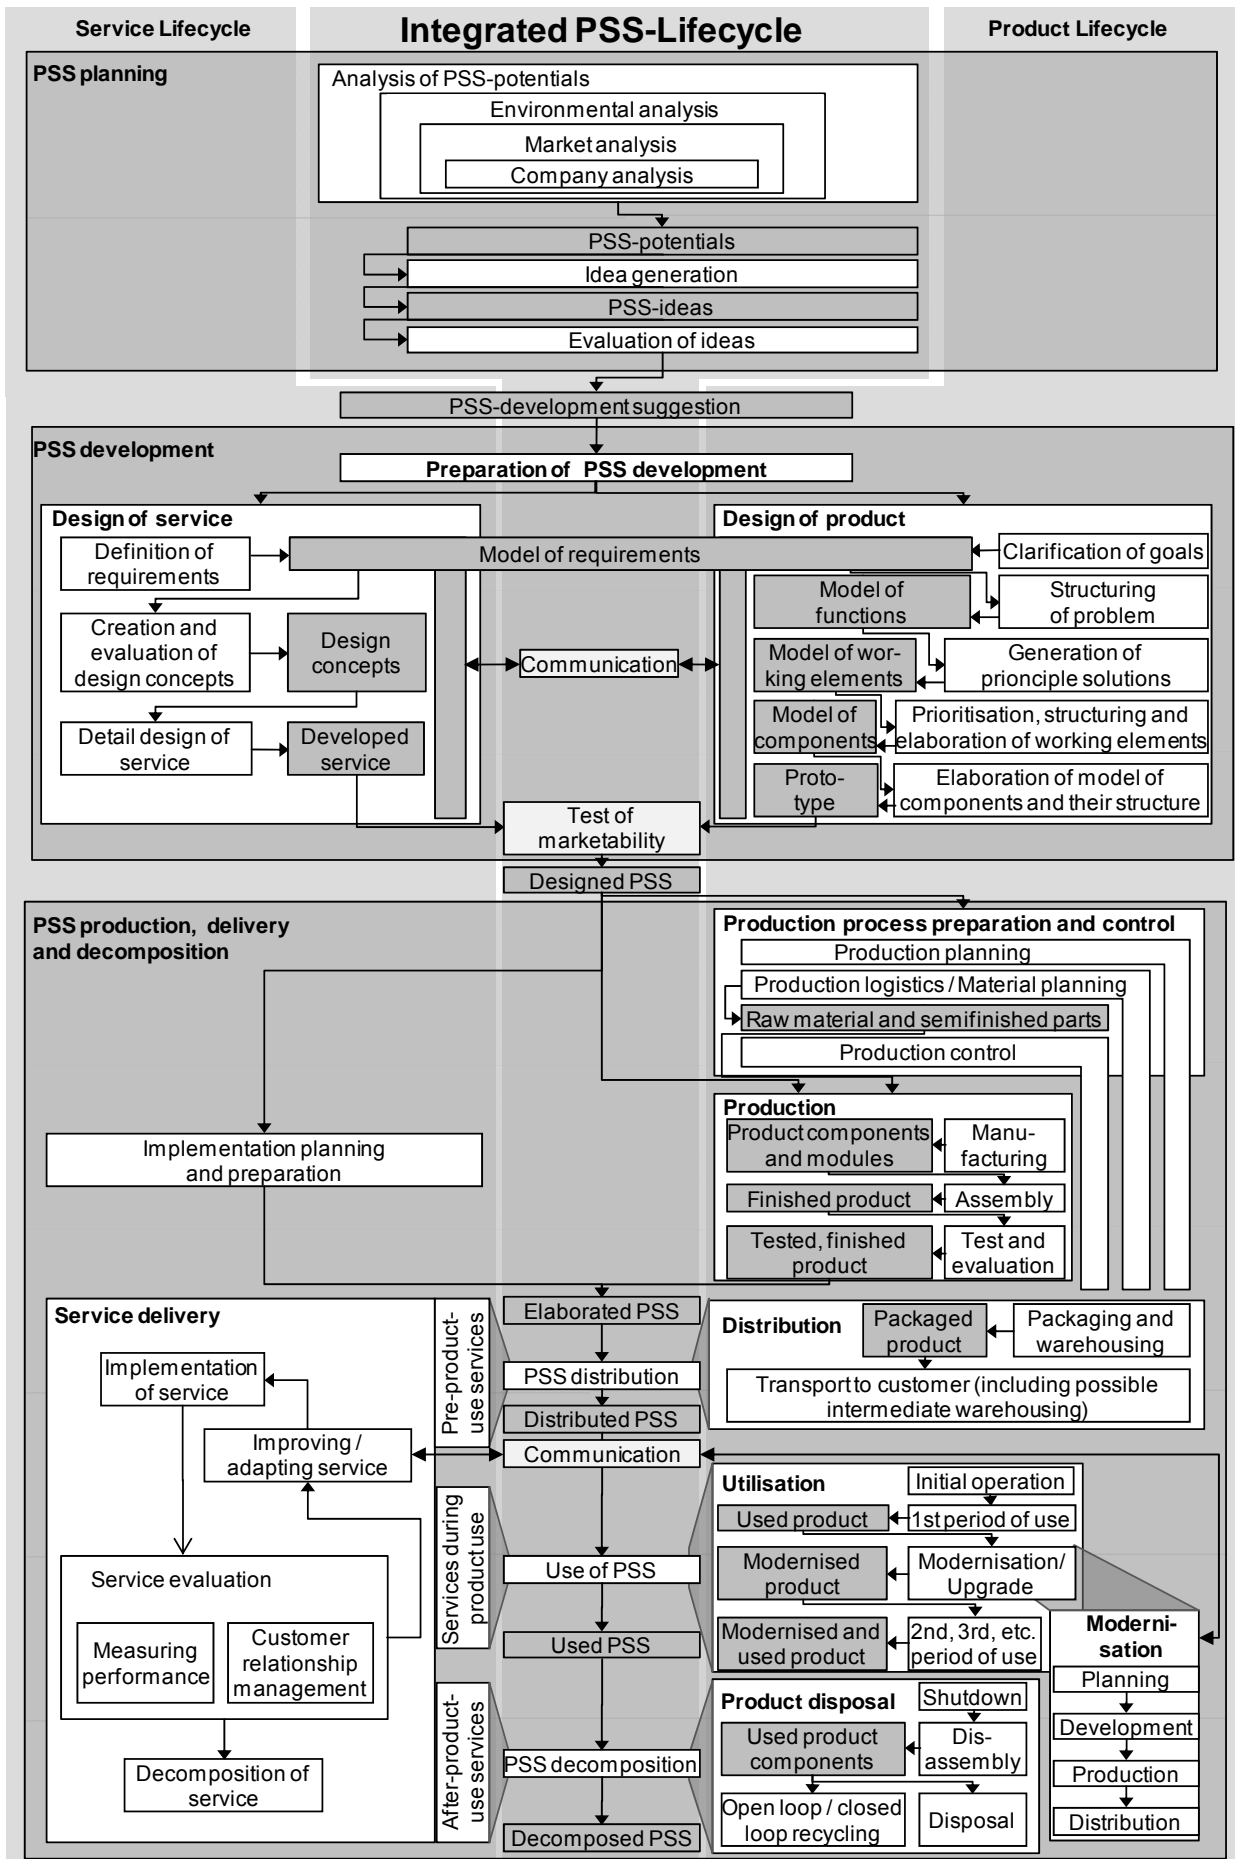 Service Lifecycle
Integrated PSS-Lifecycle
Product Lifecycle
PSS planning
Analysis of PSS-potentials
Environmental analysis
Market analysis
Company analysis
PSS-potentials
Idea generation
PSS-ideas
Evaluation of ideas
PSS-development suggestion
PSS development
Preparation of PSS development
Design of service
Definition of
requirements
Creation and
evaluation of
design concepts
Design
concepts
Detail design of
service
Developed
service
Model of requirements
Communication
Design of product
Clarification of goals
Model of
functions
Structuring
of problem
Model of wor-
king elements
Generation of
prionciple solutions
Model of
components
Prioritisation, structuring and
elaboration of working elements
Proto-
type
Elaboration of model of
components and their structure
Test of
marketability
Designed PSS
PSS production, delivery
and decomposition
Production process preparation and control
Production planning
Production logistics / Material planning
Raw material and semifinished parts
Production control
Implementation planning
and preparation
Production
Product components
and modules
Manu-
facturing
Finished product
Assembly
Tested, finished
product
Test and
evaluation
Service delivery
Implementation
of service
Improving /
adapting service
Service evaluation
Measuring
performance
Customer
relationship
management
Decomposition of
service
Pre-product-
use services
Services during
product use
After-product-
use services
Elaborated PSS
PSS distribution
Distributed PSS
Communication
Use of PSS
Used PSS
PSS decomposition
Decomposed PSS
Distribution
Packaged
product
Packaging and
warehousing
Transport to customer (including possible
intermediate warehousing)
Utilisation
Initial operation
Used product
1st period of use
Modernised
product
Modernisation/
Upgrade
Modernised and
used product
2nd, 3rd, etc.
period of use
Moderni-
sation
Planning
Development
Production
Distribution
Product disposal
Shutdown
Used product
components
Dis-
assembly
Open loop / closed
loop recycling
Disposal